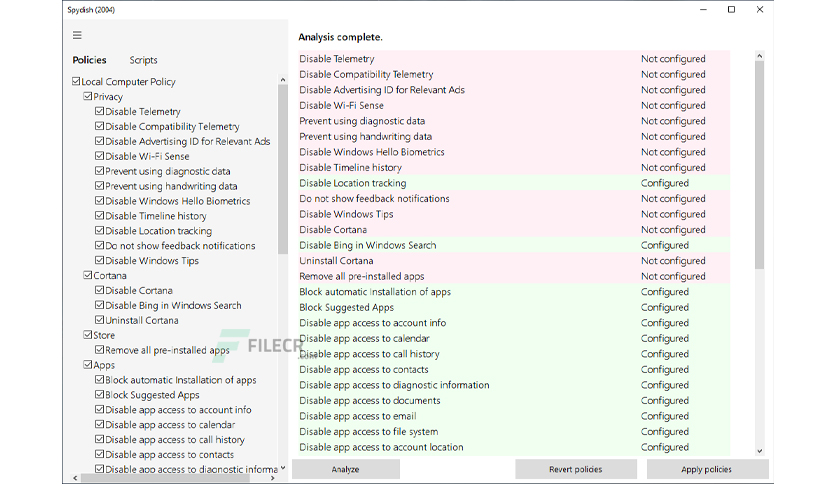 Spydish (2004)
Policies Scripts
Local Computer Policy
Privacy
Disable Telemetry
Disable Compatibility Telemetry
Disable Advertising ID for Relevant Ads
Disable Wi-Fi Sense
Prevent using diagnostic data
Prevent using handwriting data
Disable Windows Hello Biometrics
Disable Timeline history
Disable Location tracking
Do not show feedback notifications
Disable Windows Tips
Cortana
Disable Cortana
Disable Bing in Windows Search
Uninstall Cortana
Store
Remove all pre-installed apps
Apps
Block automatic Installation of apps
Block Suggested Apps
Disable app access to account info
Disable app access to calendar
Disable app access to call history
Disable app access to contacts
Disable app access to diagnostic informa
Analysis complete.
Disable Telemetry Not configured
Disable Compatibility Telemetry Not configured
Disable Advertising ID for Relevant Ads Not configured
Disable Wi-Fi Sense Not configured
Prevent using diagnostic data Not configured
Prevent using handwriting data Not configured
Disable Windows Hello Biometrics Not configured
Disable Timeline history Not configured
Disable Location tracking Configured
Do not show feedback notifications Not configured
Disable Windows Tips Not configured
Disable Cortana Not configured
Disable Bing in Windows Search Configured
Uninstall Cortana Not configured
Remove all pre-installed apps Not configured
Block automatic Installation of apps Configured
Block Suggested Apps Configured
Disable app access to account info Configured
Disable app access to calendar Configured
Disable app access to call history Configured
Disable app access to contacts Configured
Disable app access to diagnostic information Configured
Disable app access to documents Configured
Disable app access to email Configured
Disable app access to file system Configured
Disable app access to account location Configured
Analyze Revert policies Apply policies
FILECR
.com